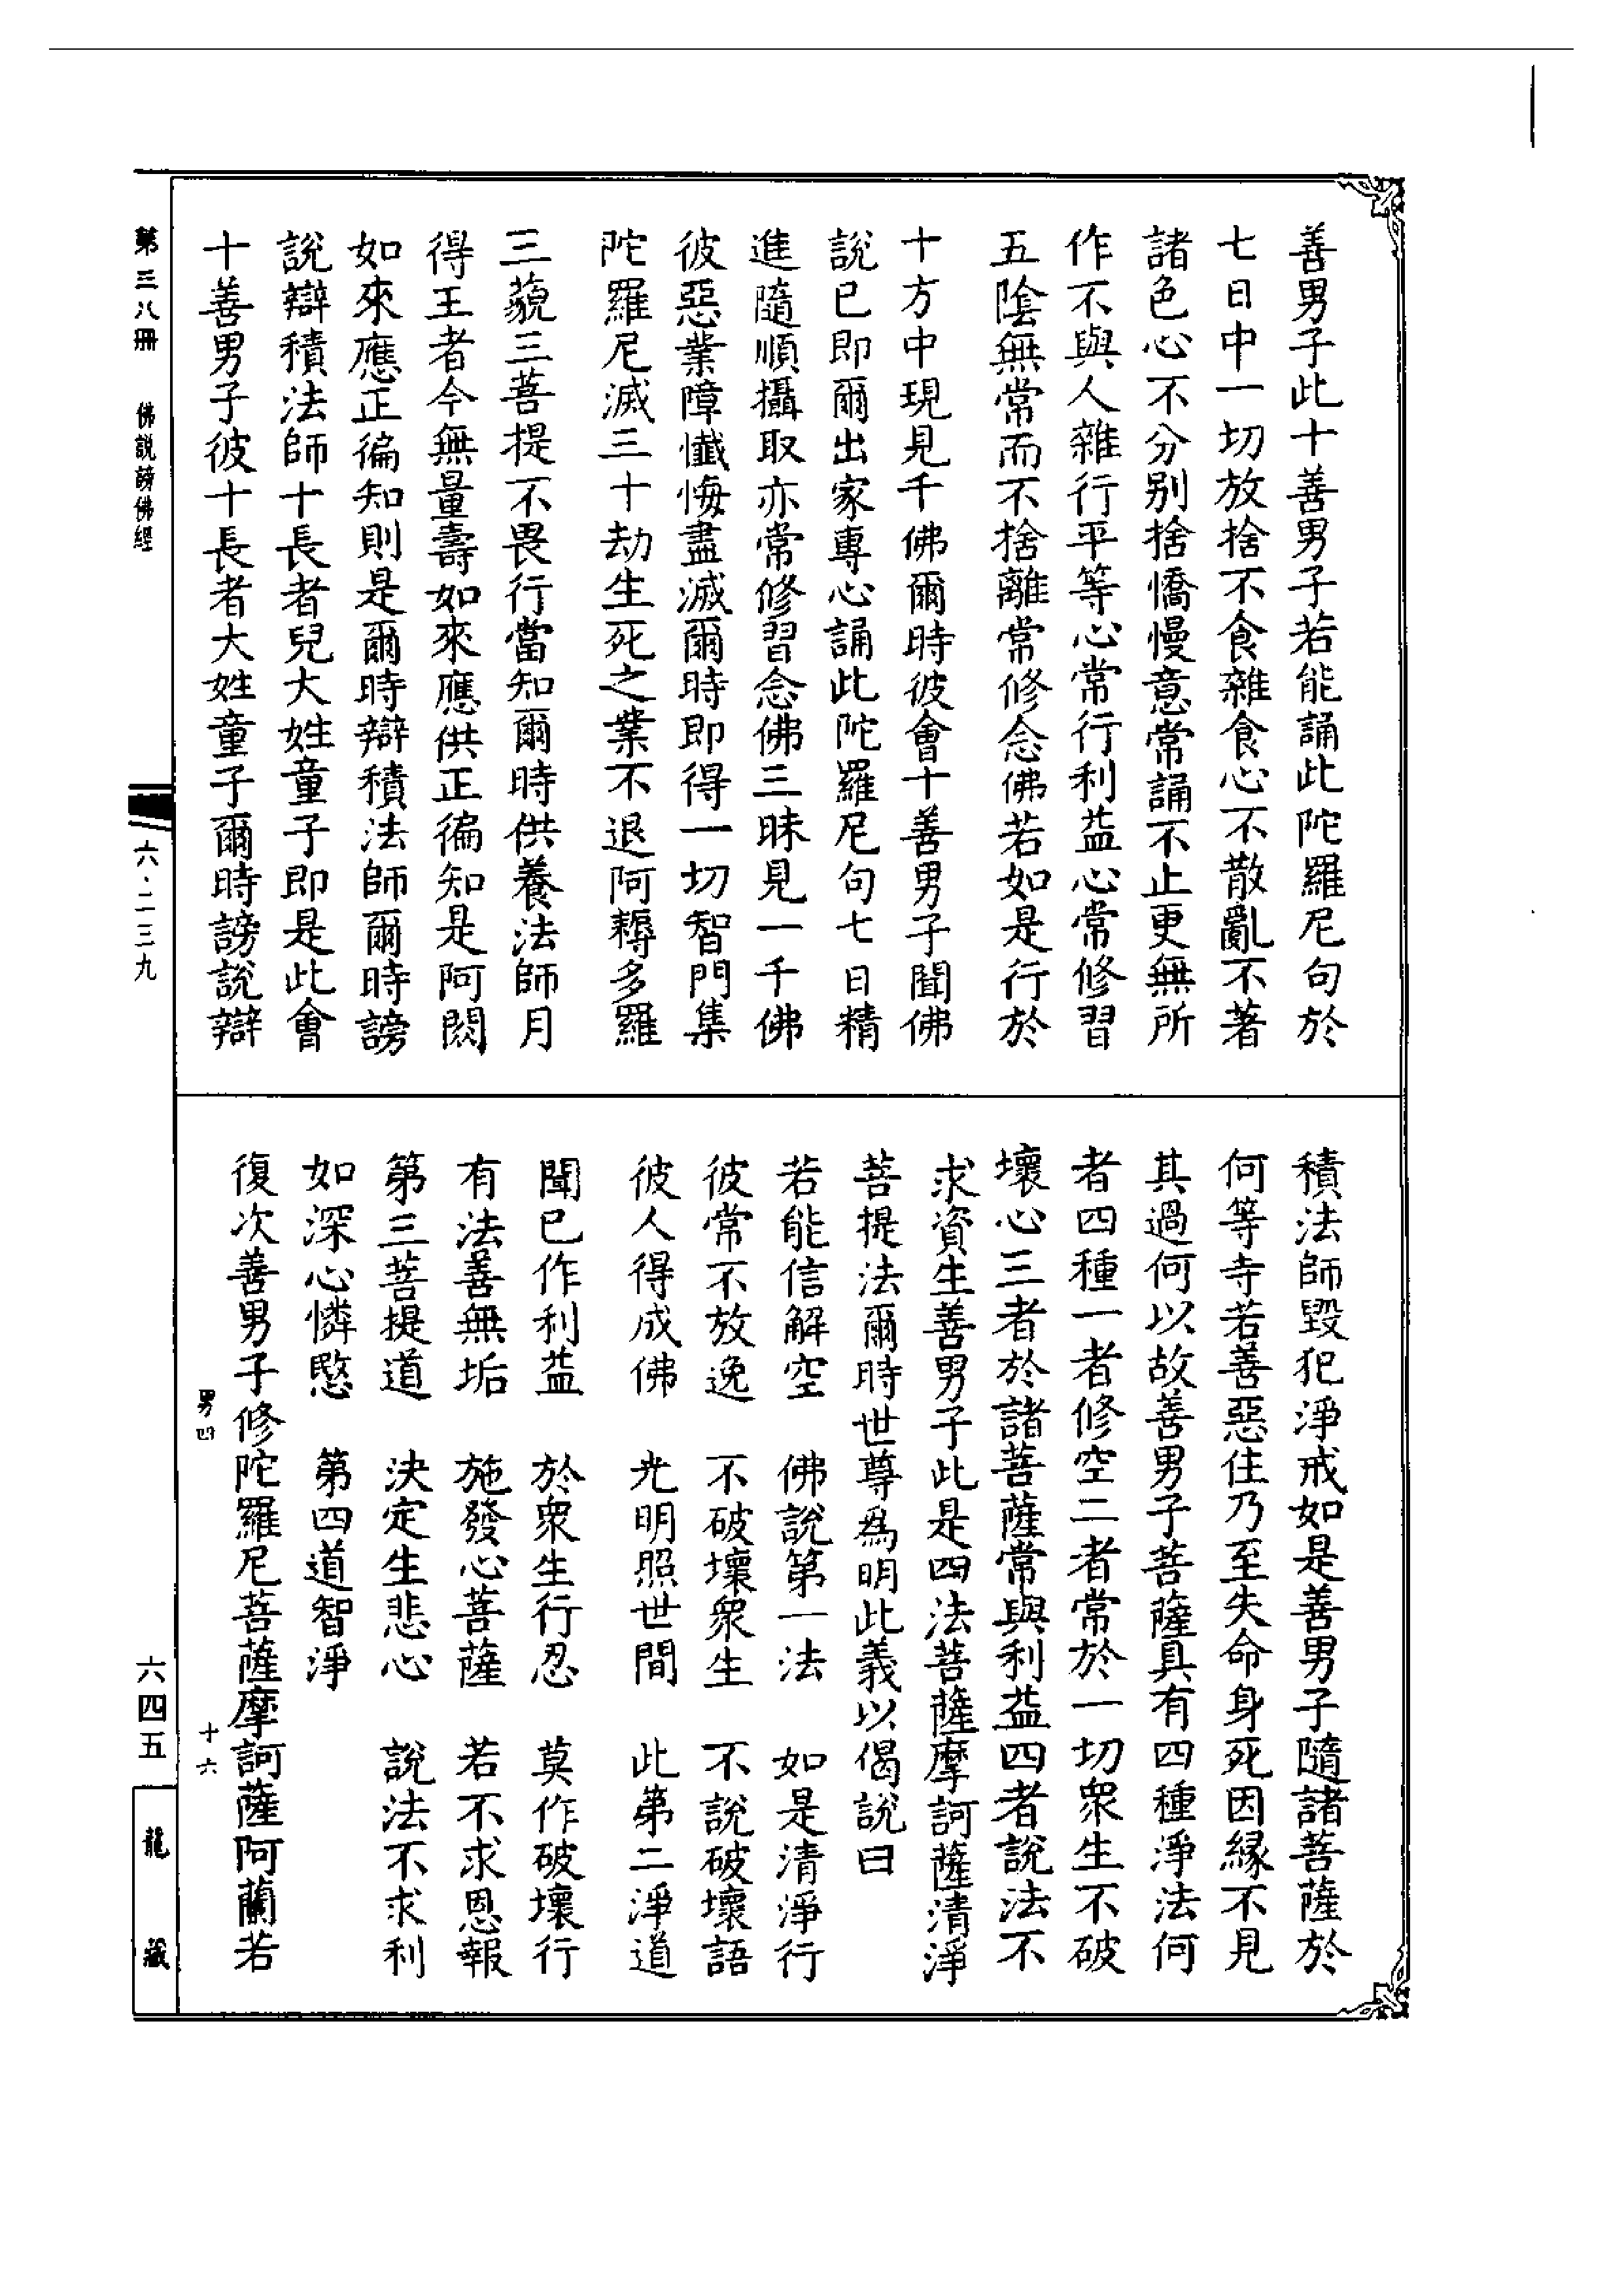 善男子此十善男子若能誦此陀羅尼句於
七日中一切放捨不食雜食心不散亂不著
諸色心不分別捨憍慢意常誦不止更無所
作不與人雜行平等心常行利益心常修習
五陰無常而不捨離常修念佛若如是行於
十方中現見千佛爾時彼會十善男子聞佛
說已即爾出家專心誦此陀羅尼句七日精
進隨順攝取亦常修習念佛三昧見一千佛
彼惡業障懺悔盡滅爾時即得一切智門集
陀羅尼滅三十劫生死之業不退阿耨多羅
三藐三菩提不畏行當知爾時供養法師月
得王者今無量壽如來應供正徧知是阿閦
如來應正徧知則是爾時辯積法師爾時謗
說辯積法師十長者兒大姓童子即是此會
十善男子彼十長者大姓童子爾時謗說辯
積法師毀犯淨戒如是善男子隨諸菩薩於
何等寺若善惡住乃至失命身死因緣不見
其過何以故善男子菩薩具有四種淨法何
者四種一者修空二者常於一切眾生不破
壞心三者於諸菩薩常與利益四者說法不
求資生善男子此是四法菩薩摩訶薩清淨
菩提法爾時世尊為明此義以偈說曰
若能信解空　佛說第一法　如是清淨行
彼常不放逸　不破壞眾生　不說破壞語
彼人得成佛　光明照世間　此第二淨道
聞已作利益　於眾生行忍　莫作破壞行
有法善無垢　施發心菩薩　若不求恩報
第三菩提道　決定生悲心　說法不求利
如深心憐愍　第四道智淨
復次善男子修陀羅尼菩薩摩訶薩阿蘭若
男四　十六
第三八冊　佛說謗佛經　六・二三九　六四五　龍藏